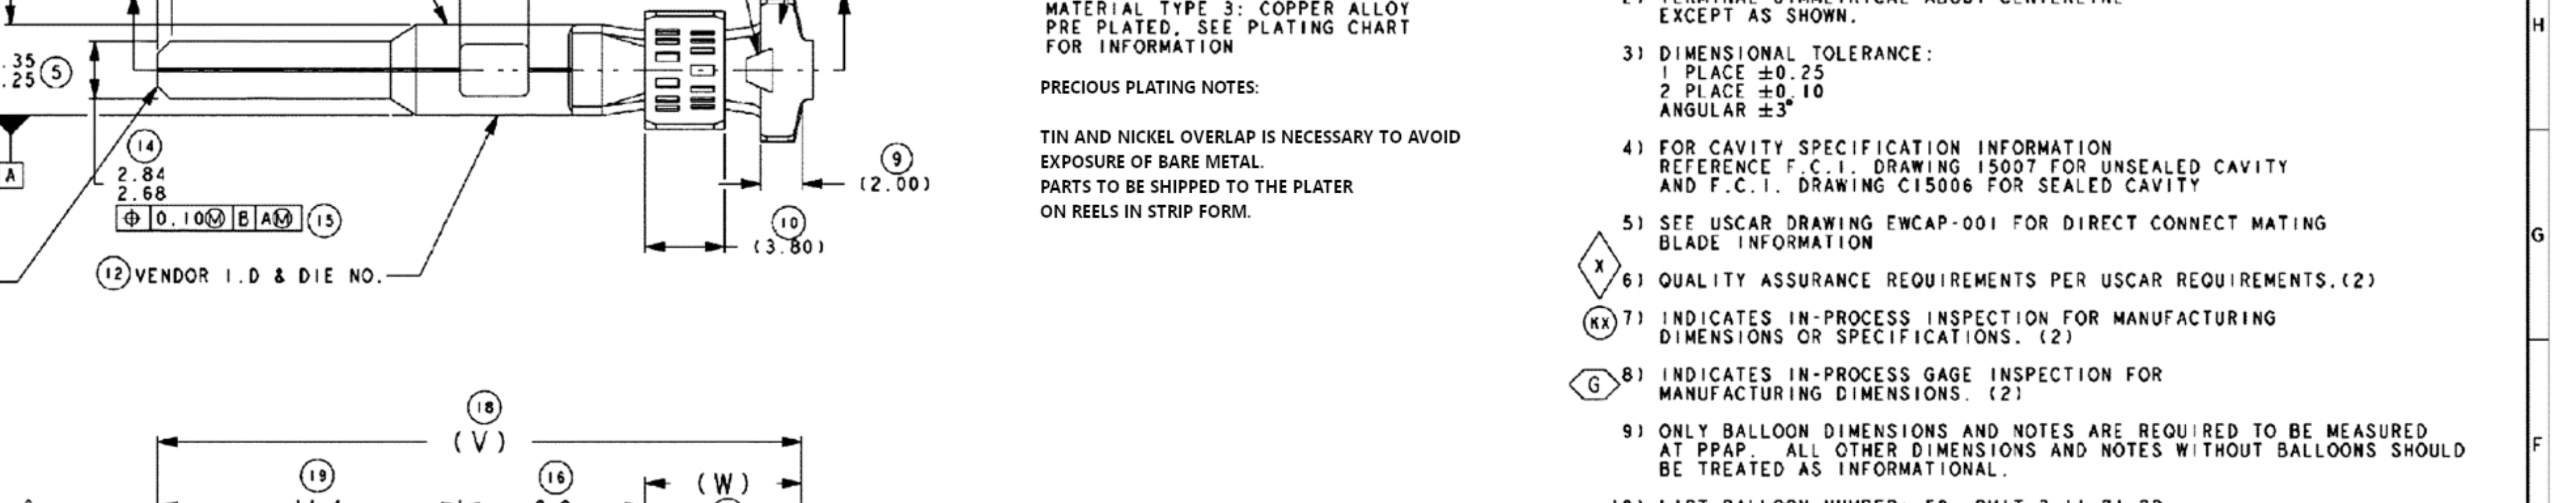 .35
.25 5
A
14
2.84
2.68
⌖ 0.10Ⓜ B AⓂ 15
12 VENDOR I.D & DIE NO.
9
(2.00)
10
(3.80)
18
(V)
19
16
(W)
MATERIAL TYPE 3: COPPER ALLOY
PRE PLATED. SEE PLATING CHART
FOR INFORMATION
PRECIOUS PLATING NOTES:
TIN AND NICKEL OVERLAP IS NECESSARY TO AVOID
EXPOSURE OF BARE METAL.
PARTS TO BE SHIPPED TO THE PLATER
ON REELS IN STRIP FORM.
EXCEPT AS SHOWN.
3) DIMENSIONAL TOLERANCE:
1 PLACE ±0.25
2 PLACE ±0.10
ANGULAR ±3°
4) FOR CAVITY SPECIFICATION INFORMATION
REFERENCE F.C.I. DRAWING 15007 FOR UNSEALED CAVITY
AND F.C.I. DRAWING C15006 FOR SEALED CAVITY
5) SEE USCAR DRAWING EWCAP-001 FOR DIRECT CONNECT MATING
BLADE INFORMATION
X
6) QUALITY ASSURANCE REQUIREMENTS PER USCAR REQUIREMENTS.(2)
KX 7) INDICATES IN-PROCESS INSPECTION FOR MANUFACTURING
DIMENSIONS OR SPECIFICATIONS. (2)
G 8) INDICATES IN-PROCESS GAGE INSPECTION FOR
MANUFACTURING DIMENSIONS. (2)
9) ONLY BALLOON DIMENSIONS AND NOTES ARE REQUIRED TO BE MEASURED
AT PPAP. ALL OTHER DIMENSIONS AND NOTES WITHOUT BALLOONS SHOULD
BE TREATED AS INFORMATIONAL.
H
G
F